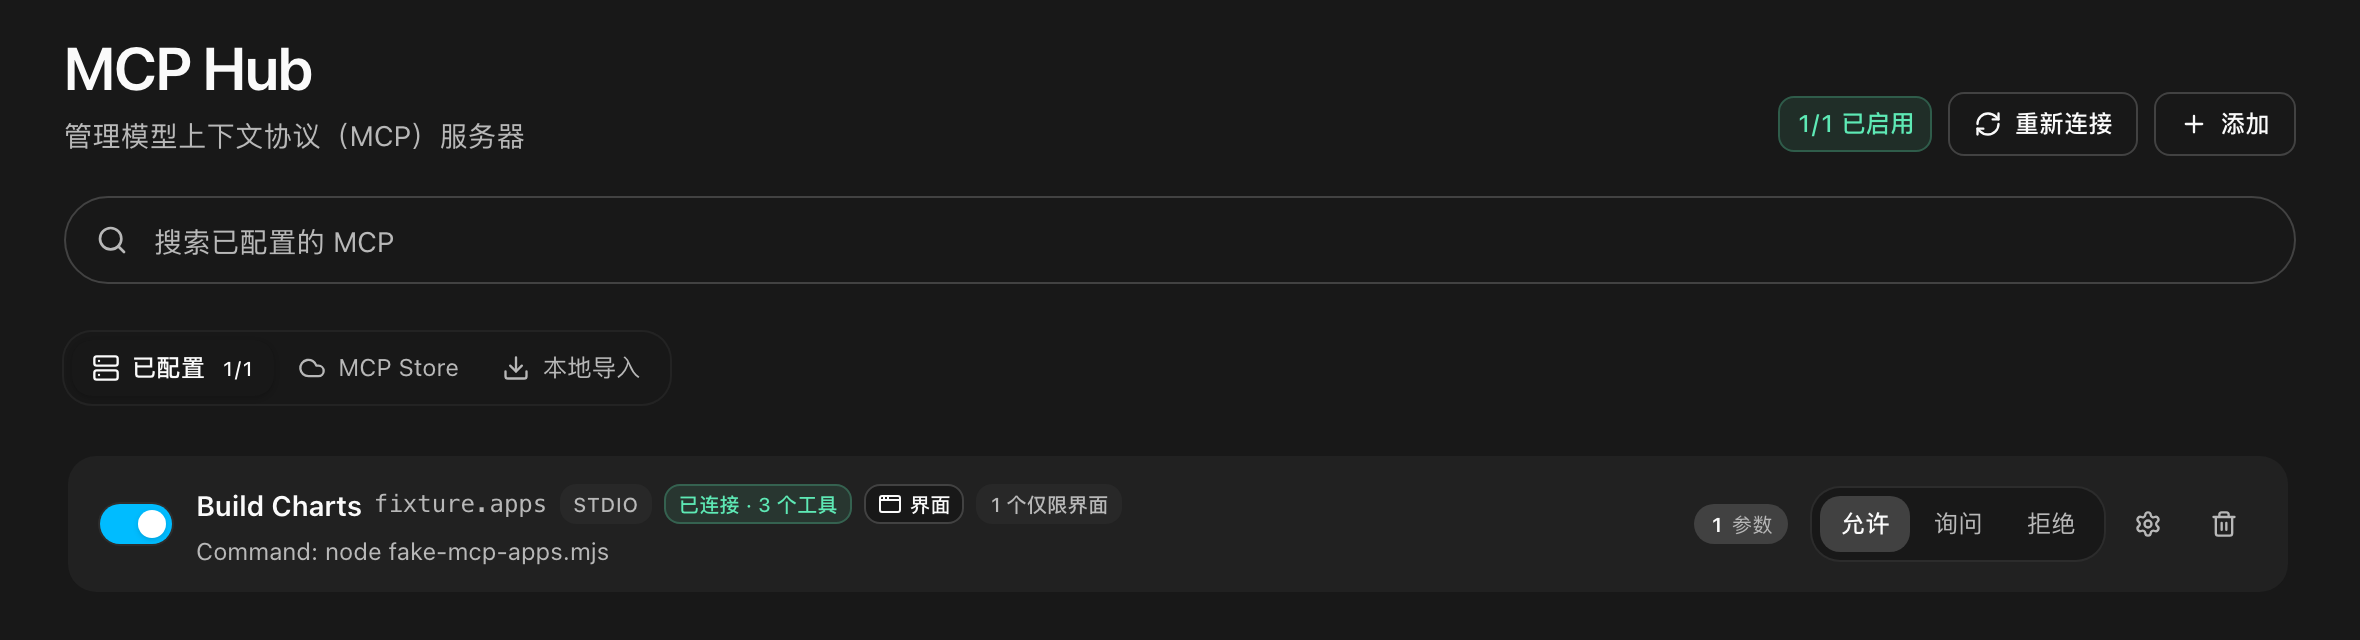 MCP Hub
管理模型上下文协议（MCP）服务器
1/1 已启用
重新连接
添加
搜索已配置的 MCP
已配置 1/1
MCP Store
本地导入
Build Charts fixture.apps STDIO 已连接 · 3 个工具 界面 1 个仅限界面
Command: node fake-mcp-apps.mjs
1 参数
允许
询问
拒绝